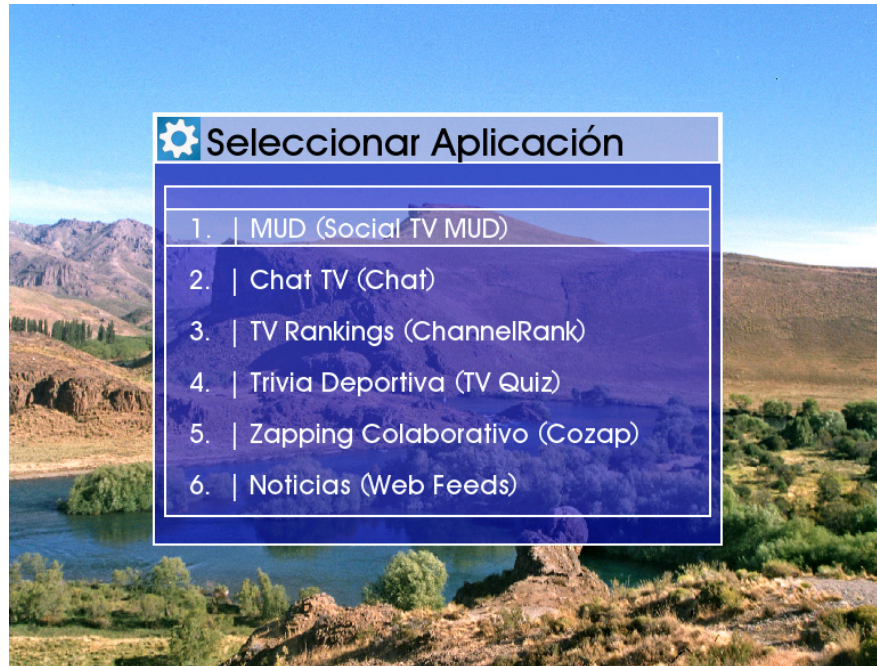 Seleccionar Aplicación
1. | MUD (Social TV MUD)
2. | Chat TV (Chat)
3. | TV Rankings (ChannelRank)
4. | Trivia Deportiva (TV Quiz)
5. | Zapping Colaborativo (Cozap)
6. | Noticias (Web Feeds)